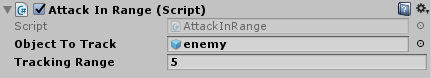 Attack In Range (Script)
Script AttackInRange
Object To Track enemy
Tracking Range 5